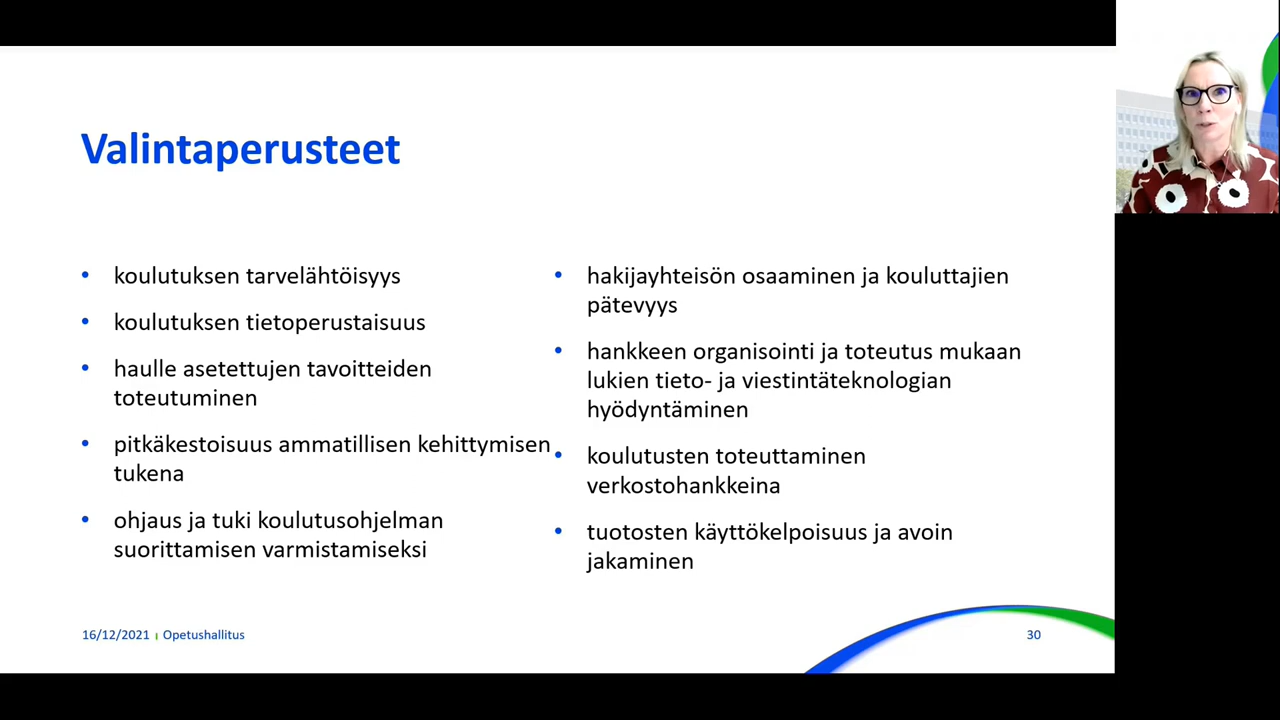 Valintaperusteet
• koulutuksen tarvelähtöisyys
• koulutuksen tietoperustaisuus
• haulle asetettujen tavoitteiden
toteutuminen
• pitkäkestoisuus ammatillisen kehittymisen
tukena
• ohjaus ja tuki koulutusohjelman
suorittamisen varmistamiseksi
• hakijayhteisön osaaminen ja kouluttajien
pätevyys
• hankkeen organisointi ja toteutus mukaan
lukien tieto- ja viestintäteknologian
hyödyntäminen
• koulutusten toteuttaminen
verkostohankkeina
• tuotosten käyttökelpoisuus ja avoin
jakaminen
16/12/2021 | Opetushallitus
30